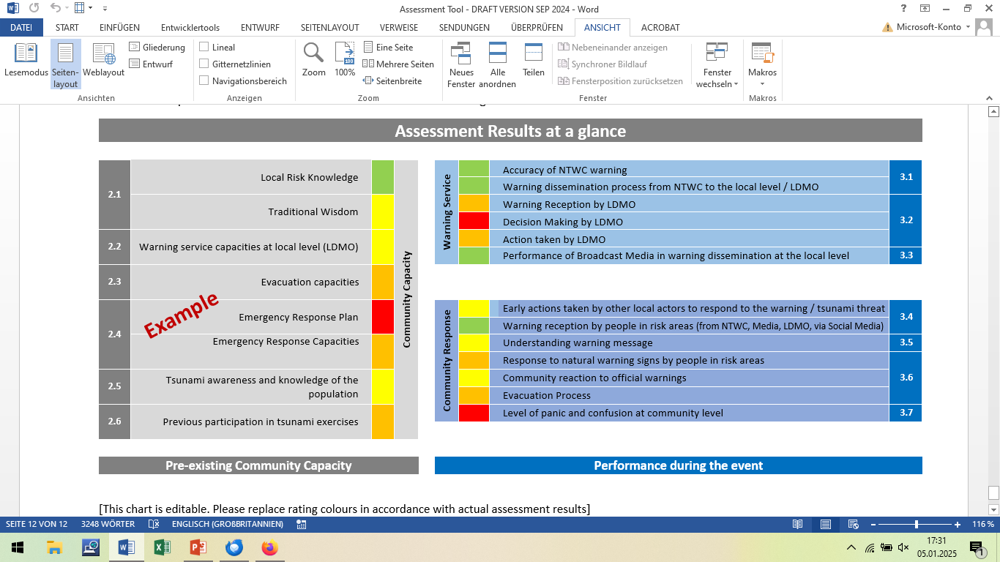 Assessment Tool - DRAFT VERSION SEP 2024 - Word
DATEI START EINFÜGEN Entwicklertools ENTWURF SEITENLAYOUT VERWEISE SENDUNGEN ÜBERPRÜFEN ANSICHT ACROBAT Microsoft-Konto
Lesemodus
Seiten-
layout
Weblayout
Gliederung
Entwurf
Ansichten
Lineal
Gitternetzlinien
Navigationsbereich
Anzeigen
Zoom
100
100%
Eine Seite
Mehrere Seiten
Seitenbreite
Zoom
Neues
Fenster
Alle
anordnen
Teilen
Nebeneinander anzeigen
Synchroner Bildlauf
Fensterposition zurücksetzen
Fenster
wechseln
Fenster
Makros
Makros
Assessment Results at a glance
2.1
Local Risk Knowledge
Traditional Wisdom
2.2
Warning service capacities at local level (LDMO)
2.3
Evacuation capacities
2.4
Emergency Response Plan
Emergency Response Capacities
2.5
Tsunami awareness and knowledge of the
population
2.6
Previous participation in tsunami exercises
Example
Community Capacity
Pre-existing Community Capacity
Warning Service
Accuracy of NTWC warning
Warning dissemination process from NTWC to the local level / LDMO
3.1
Warning Reception by LDMO
Decision Making by LDMO
Action taken by LDMO
3.2
Performance of Broadcast Media in warning dissemination at the local level
3.3
Community Response
Early actions taken by other local actors to respond to the warning / tsunami threat
Warning reception by people in risk areas (from NTWC, Media, LDMO, via Social Media)
3.4
Understanding warning message
3.5
Response to natural warning signs by people in risk areas
Community reaction to official warnings
Evacuation Process
3.6
Level of panic and confusion at community level
3.7
Performance during the event
[This chart is editable. Please replace rating colours in accordance with actual assessment results]
SEITE 12 VON 12 3248 WÖRTER ENGLISCH (GROßBRITANNIEN) 116 %
17:31
05.01.2025
1